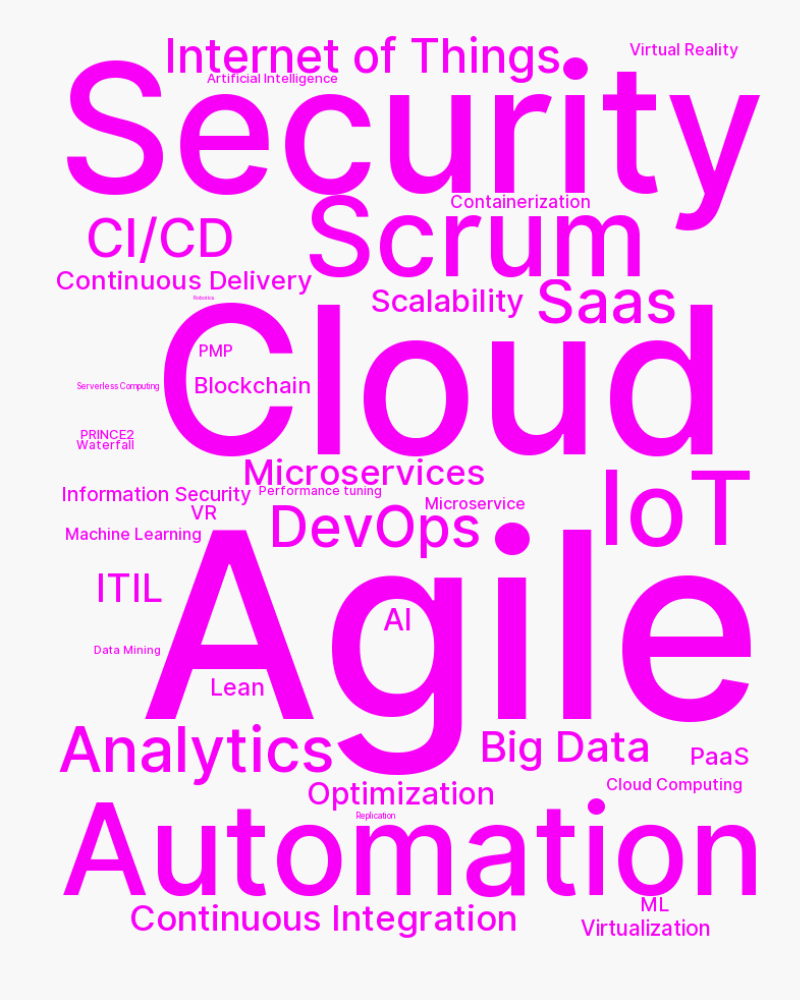 Internet of Things
Virtual Reality
Artificial Intelligence
Security
Containerization
CI/CD
Scrum
Continuous Delivery
Scalability
Saas
Robotics
Cloud
PMP
Serverless Computing
Blockchain
PRINCE2
Waterfall
Microservices
Information Security
Performance tuning
Microservice
IoT
VR
DevOps
Machine Learning
Agile
ITIL
AI
Data Mining
Lean
Analytics
Big Data
PaaS
Cloud Computing
Optimization
Replication
Automation
ML
Continuous Integration
Virtualization